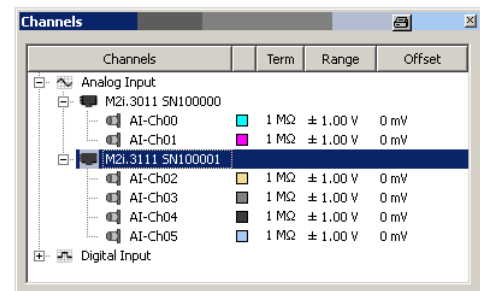 Channels
Channels Term Range Offset
Analog Input
M2i.3011 SN100000
AI-Ch00 1 MΩ ± 1.00 V 0 mV
AI-Ch01 1 MΩ ± 1.00 V 0 mV
M2i.3111 SN100001
AI-Ch02 1 MΩ ± 1.00 V 0 mV
AI-Ch03 1 MΩ ± 1.00 V 0 mV
AI-Ch04 1 MΩ ± 1.00 V 0 mV
AI-Ch05 1 MΩ ± 1.00 V 0 mV
Digital Input